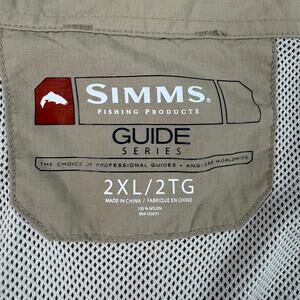 SIMMS®
FISHING PRODUCTS
GUIDE
SERIES
THE CHOICE OF PROFESSIONAL GUIDES + ANGLERS WORLDWIDE
2XL/2TG
MADE IN CHINA / FABRIQUE EN CHINE
100 % NYLON